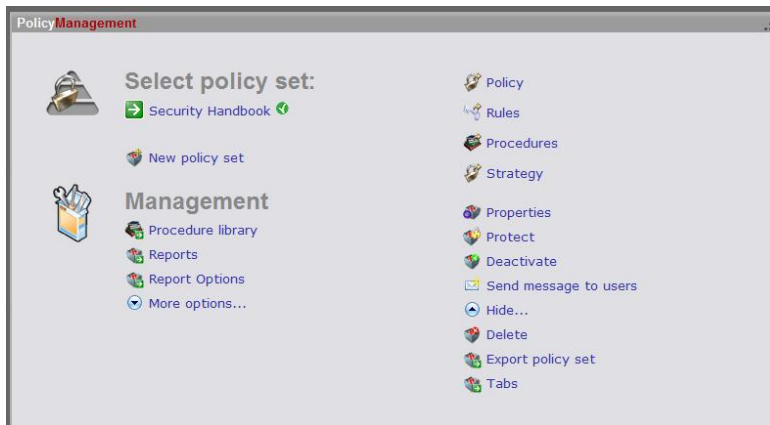 PolicyManagement
Select policy set:
Security Handbook
New policy set
Management
Procedure library
Reports
Report Options
More options...
Policy
Rules
Procedures
Strategy
Properties
Protect
Deactivate
Send message to users
Hide...
Delete
Export policy set
Tabs